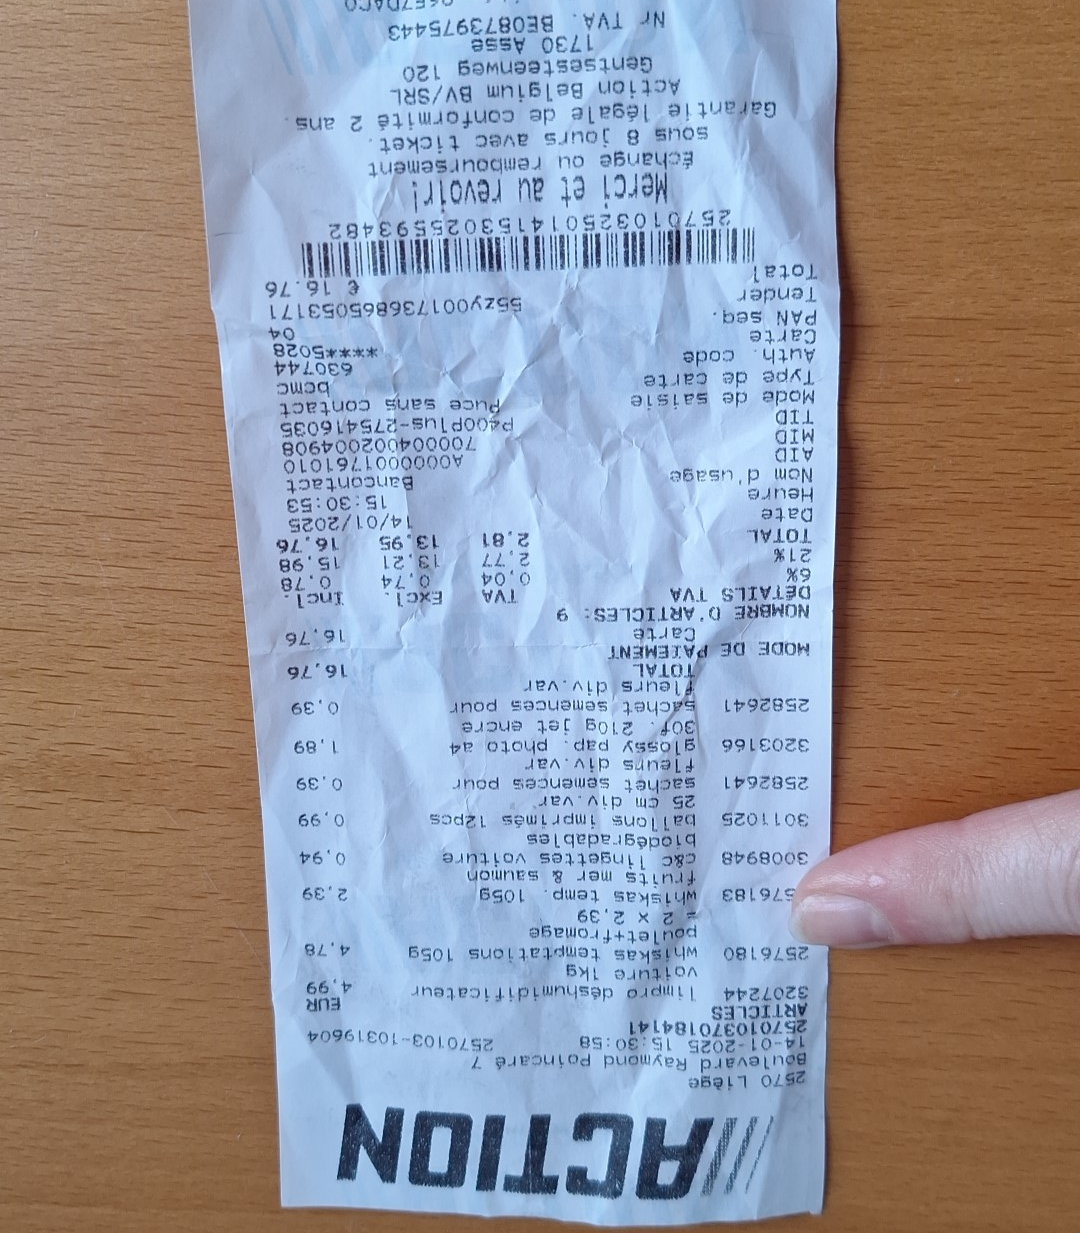 ACTION
2570 Liège
Boulevard Raymond Poincaré 7
14-01-2025 15:30:58 2570103-10319604
257010370184141
ARTICLES EUR
3207244 limpro déshumidificateur 4,99
voiture 1kg
2576180 whiskas temptations 105g 4,78
poulet+fromage
= 2 x 2,39
576183 whiskas temp. 105g 2,39
fruits mer & saumon
3008948 c&c lingettes voiture 0,94
biodégradables
3011025 ballons imprimés 12pcs 0,99
25 cm div.var
2582641 sachet semences pour 0,39
fleurs div.var
3203166 glossy pap. photo a4 1,89
30f. 210g jet encre
2582641 sachet semences pour 0,39
fleurs div.var
TOTAL 16,76
MODE DE PAIEMENT
Carte 16,76
NOMBRE D'ARTICLES: 9
DÉTAILS TVA TVA Excl. Incl.
6% 0,04 0,74 0,78
21% 2,77 13,21 15,98
TOTAL 2,81 13,95 16,76
Date 14/01/2025
Heure 15:30:53
Nom d'usage Bancontact
AID A0000001761010
MID 700004002004908
TID P400Plus-275416035
Mode de saisie Puce sans contact
Type de carte bcmc
Auth. code 630744
Carte ****5028
PAN seq. 04
Tender 55zy001736865053171
Total € 16.76
2570103250141530255593482
Merci et au revoir!
Échange ou remboursement
sous 8 jours avec ticket.
Garantie légale de conformité 2 ans.
Action Belgium BV/SRL
Gentsesteenweg 120
1730 Asse
Nr TVA. BE0873975443